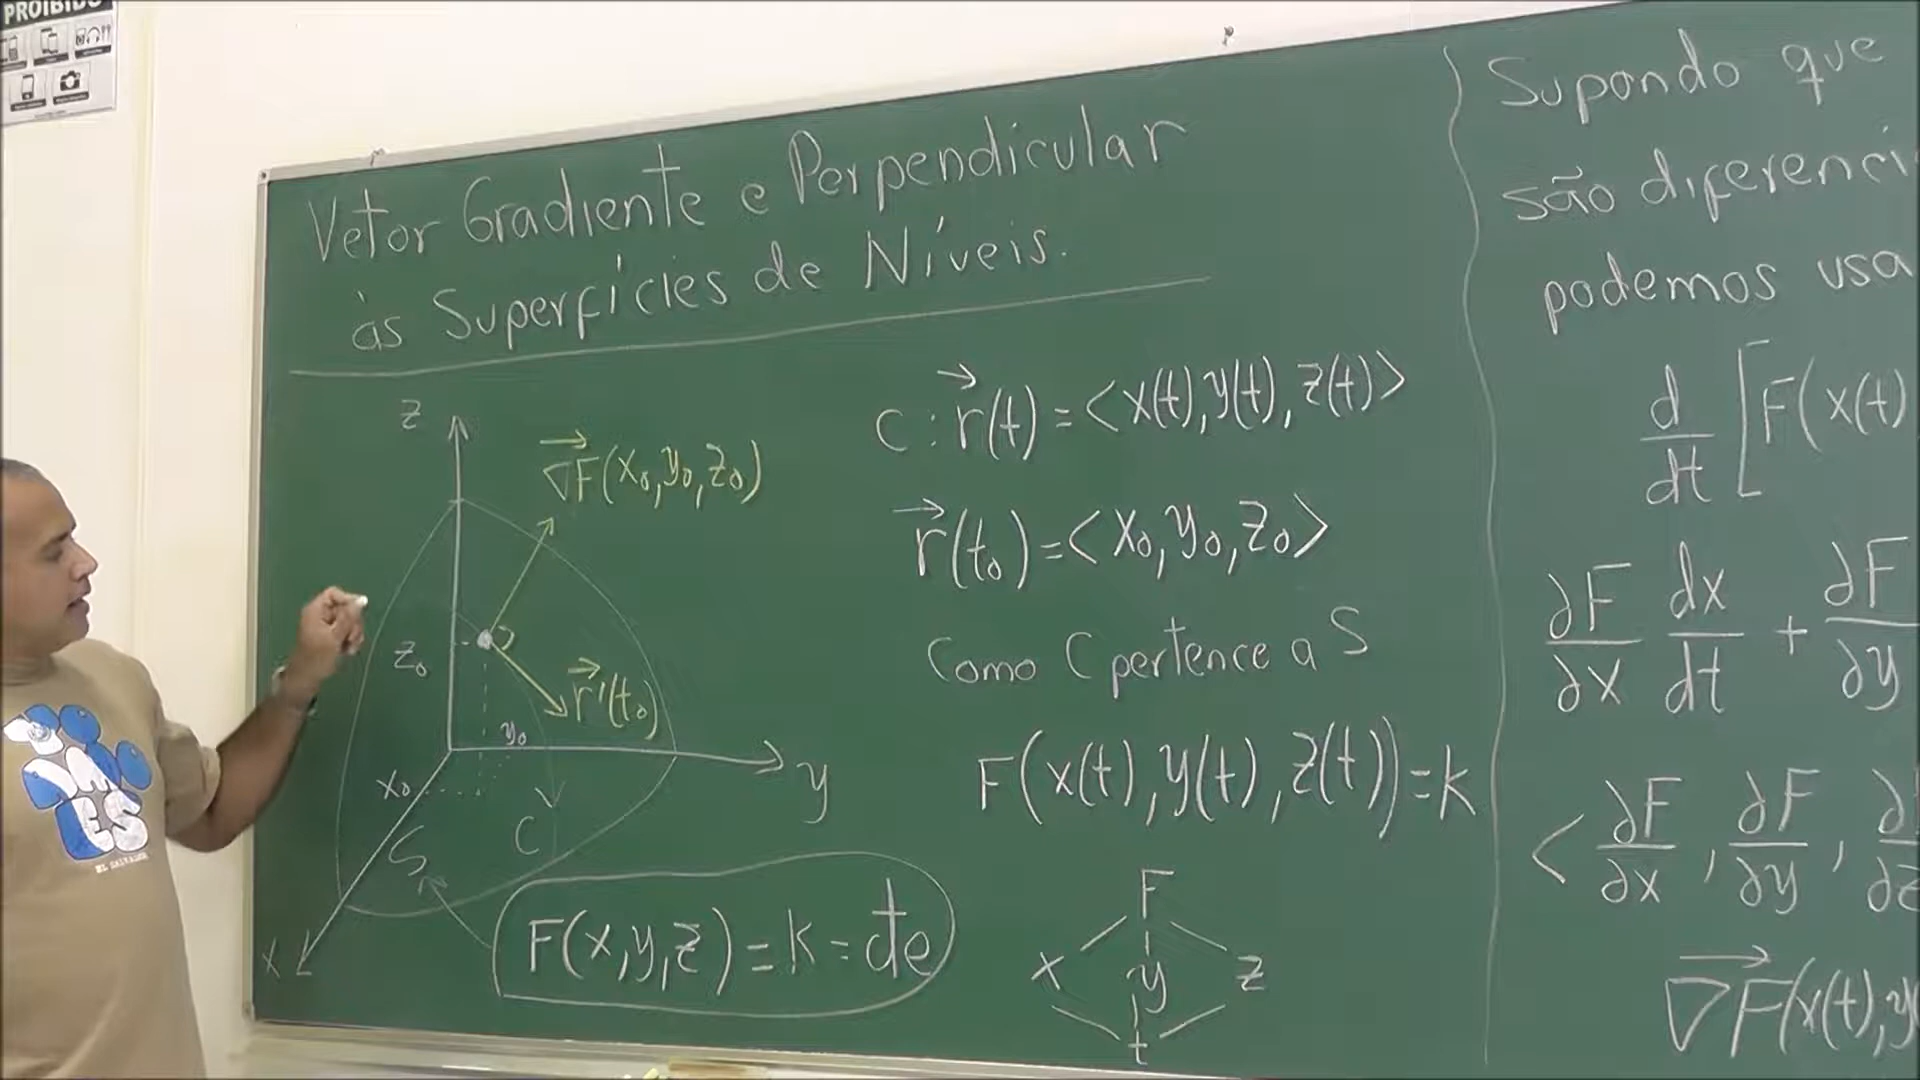 PROIBIDO
Vetor Gradiente e Perpendicular
às Superfícies de Níveis.
z
∇F(x₀,y₀,z₀)
z₀
r'(t₀)
y₀
x₀
y
S
C
x
F(x,y,z)=k=cte
C: r(t)=<x(t),y(t),z(t)>
r(t₀)=<x₀,y₀,z₀>
Como C pertence a S
F(x(t),y(t),z(t))=k
F
x y z
t
Supondo que
são diferenci
podemos usa
d/dt [F(x(t)
∂F/∂x dx/dt + ∂F/∂y
<∂F/∂x, ∂F/∂y, ∂/∂z
∇F(x(t),y